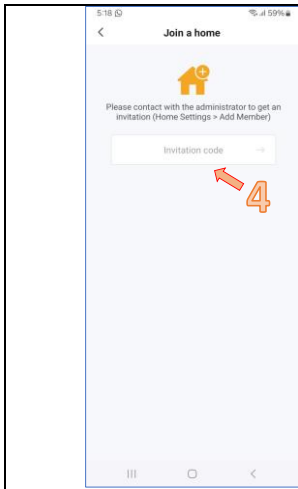 5:18 59%
Join a home
Please contact with the administrator to get an
invitation (Home Settings > Add Member)
Invitation code →
4